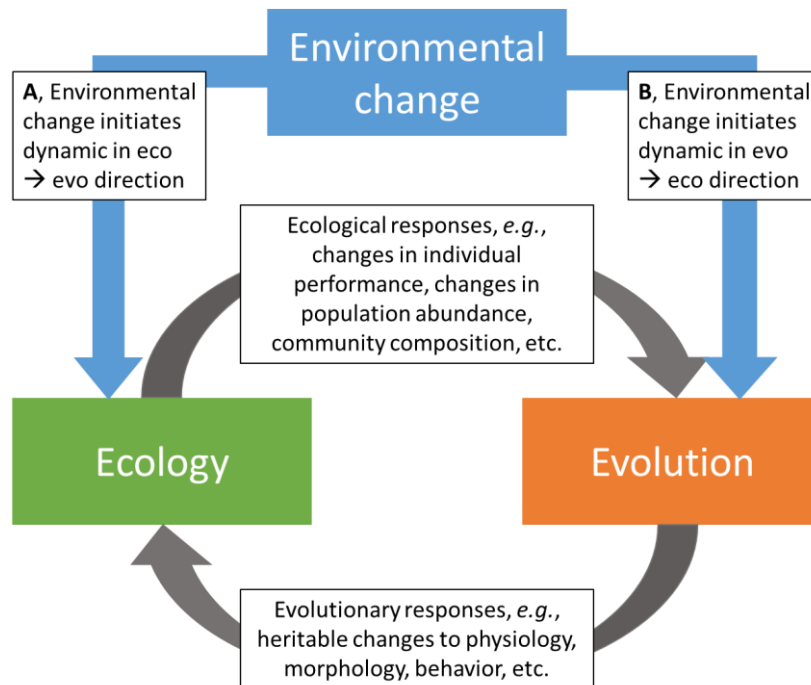 Environmental
change
A, Environmental
change initiates
dynamic in eco
→ evo direction
B, Environmental
change initiates
dynamic in evo
→ eco direction
Ecological responses, e.g.,
changes in individual
performance, changes in
population abundance,
community composition, etc.
Ecology
Evolution
Evolutionary responses, e.g.,
heritable changes to physiology,
morphology, behavior, etc.